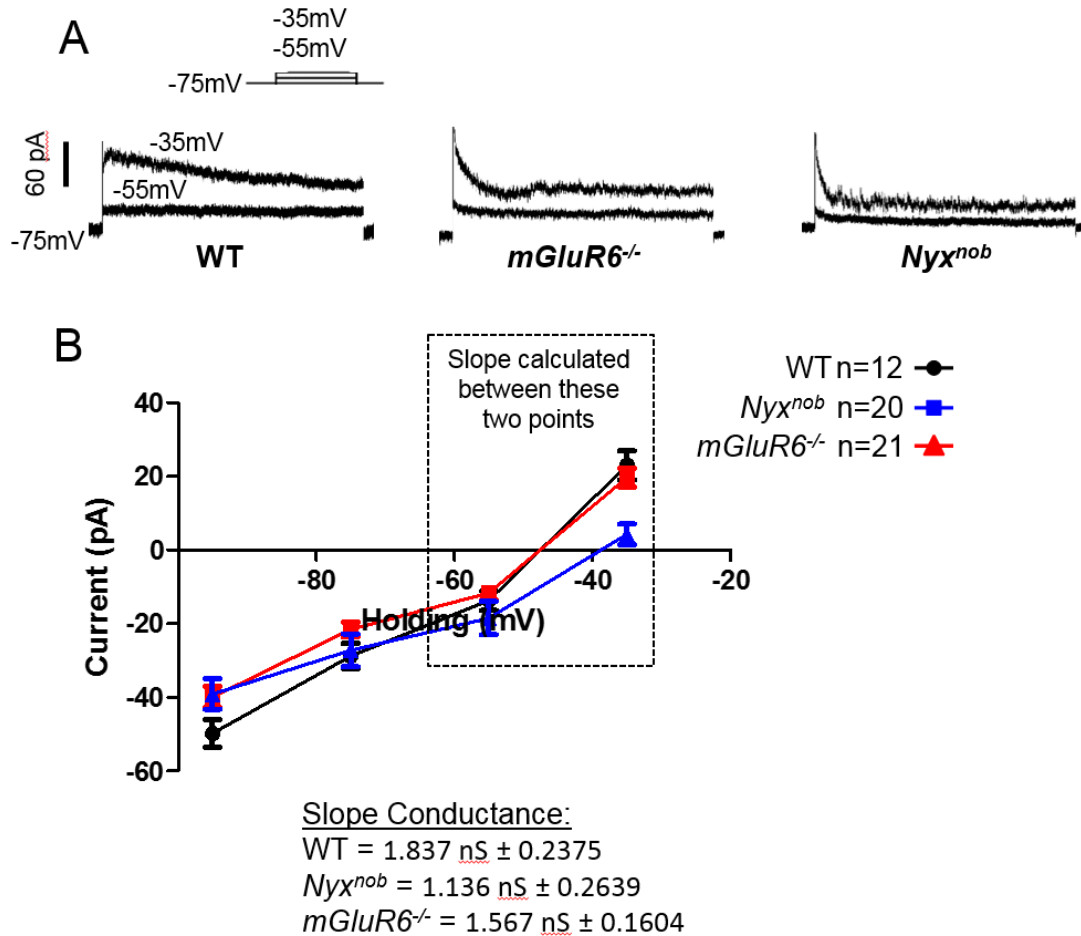 A
-35mV
-55mV
-75mV
60 pA
-35mV
-55mV
-75mV
WT
mGluR6-/-
Nyxnob
B
Slope calculated
between these
two points
WT n=12
Nyxnob n=20
mGluR6-/- n=21
40
20
0
-20
-40
-60
-80
-60
-40
-20
Current (pA)
Holding (mV)
Slope Conductance:
WT = 1.837 nS ± 0.2375
Nyxnob = 1.136 nS ± 0.2639
mGluR6-/- = 1.567 nS ± 0.1604